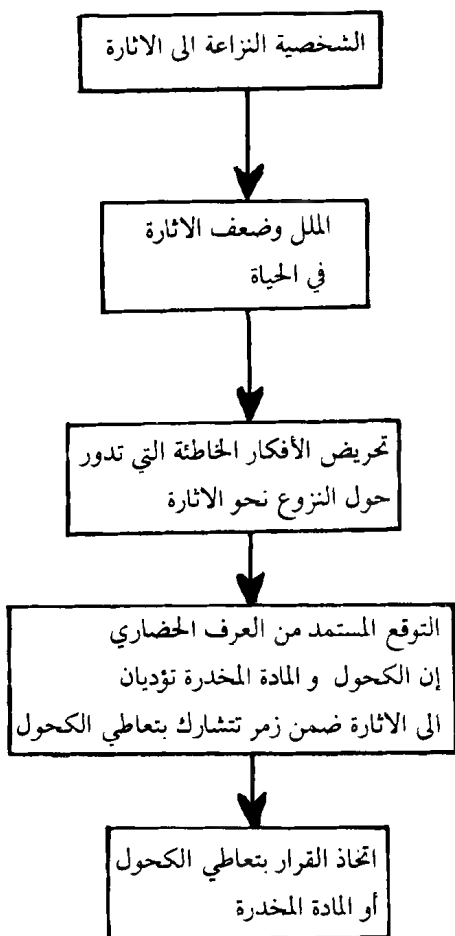 الشخصية النزاعة الى الاثارة
الملل وضعف الاثارة
في الحياة
تحريض الأفكار الخاطئة التي تدور
حول النزوع نحو الاثارة
التوقع المستمد من العرف الحضاري
إن الكحول و المادة المخدرة تؤديان
الى الاثارة ضمن زمر تتشارك بتعاطي الكحول
اتخاذ القرار بتعاطي الكحول
أو المادة المخدرة